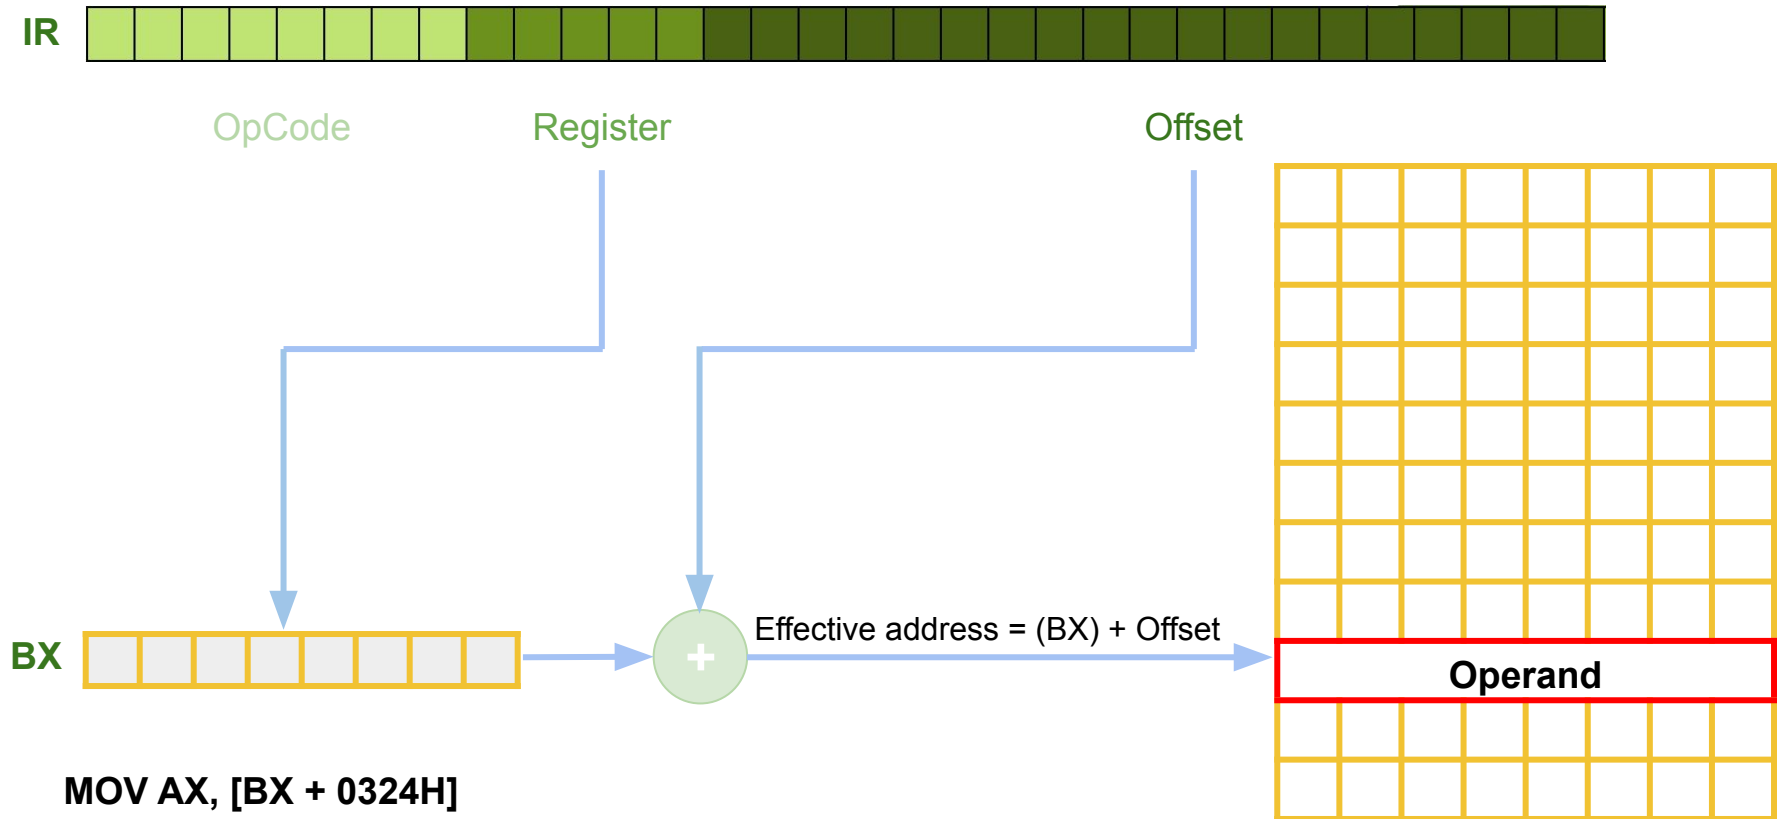 IR
OpCode
Register
Offset
Effective address = (BX) + Offset
BX
+
Operand
MOV AX, [BX + 0324H]